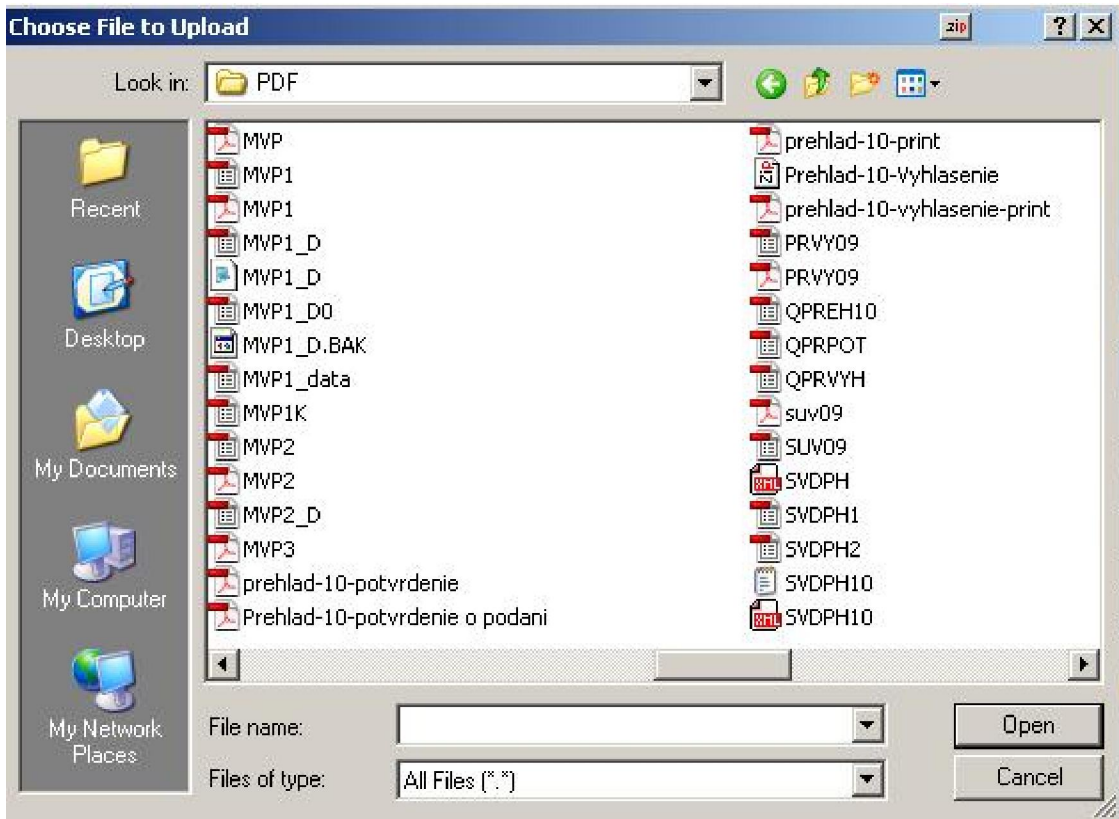 Choose File to Upload
zip
Look in:
PDF
Recent
Desktop
My Documents
My Computer
My Network
Places
MVP
MVP1
MVP1
MVP1_D
MVP1_D
MVP1_D0
MVP1_D.BAK
MVP1_data
MVP1K
MVP2
MVP2
MVP2_D
MVP3
prehlad-10-potvrdenie
Prehlad-10-potvrdenie o podani
prehlad-10-print
Prehlad-10-Vyhlasenie
prehlad-10-vyhlasenie-print
PRVY09
PRVY09
QPREH10
QPRPOT
QPRVYH
suv09
SUV09
XML SVDPH
SVDPH1
SVDPH2
SVDPH10
XML SVDPH10
File name:
Open
Files of type:
All Files (*.*)
Cancel